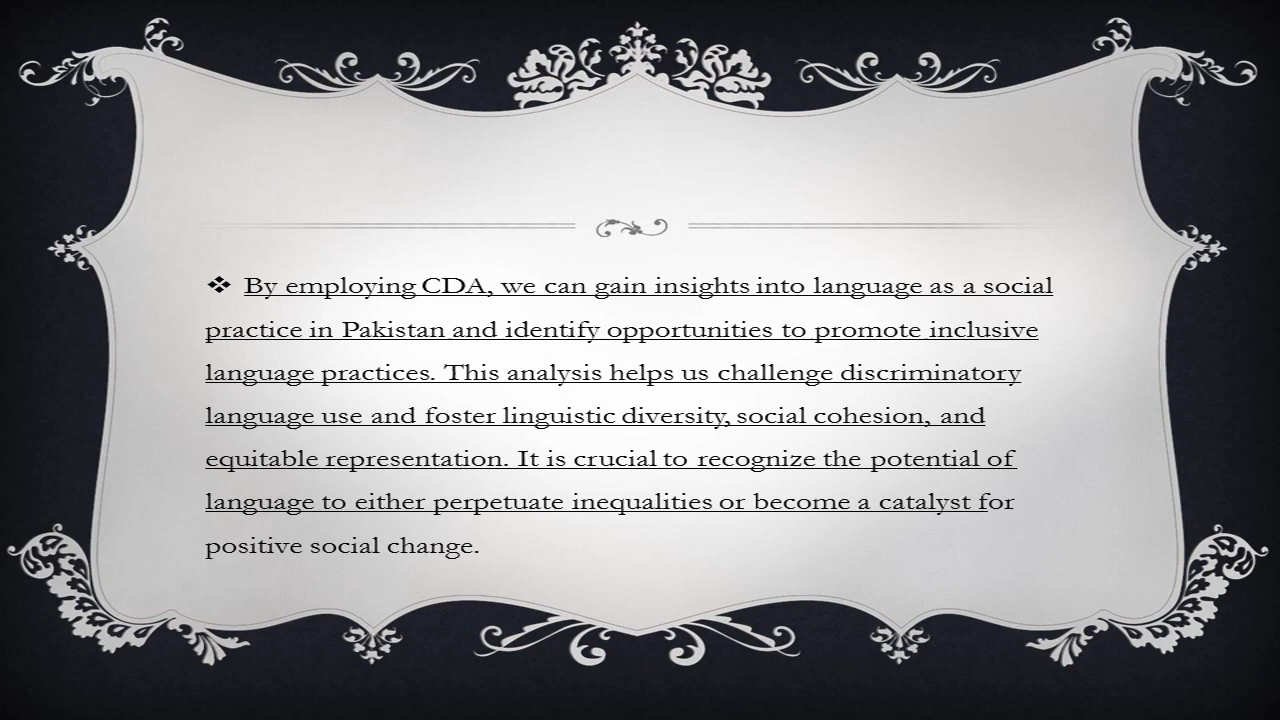 ❖ By employing CDA, we can gain insights into language as a social
practice in Pakistan and identify opportunities to promote inclusive
language practices. This analysis helps us challenge discriminatory
language use and foster linguistic diversity, social cohesion, and
equitable representation. It is crucial to recognize the potential of
language to either perpetuate inequalities or become a catalyst for
positive social change.